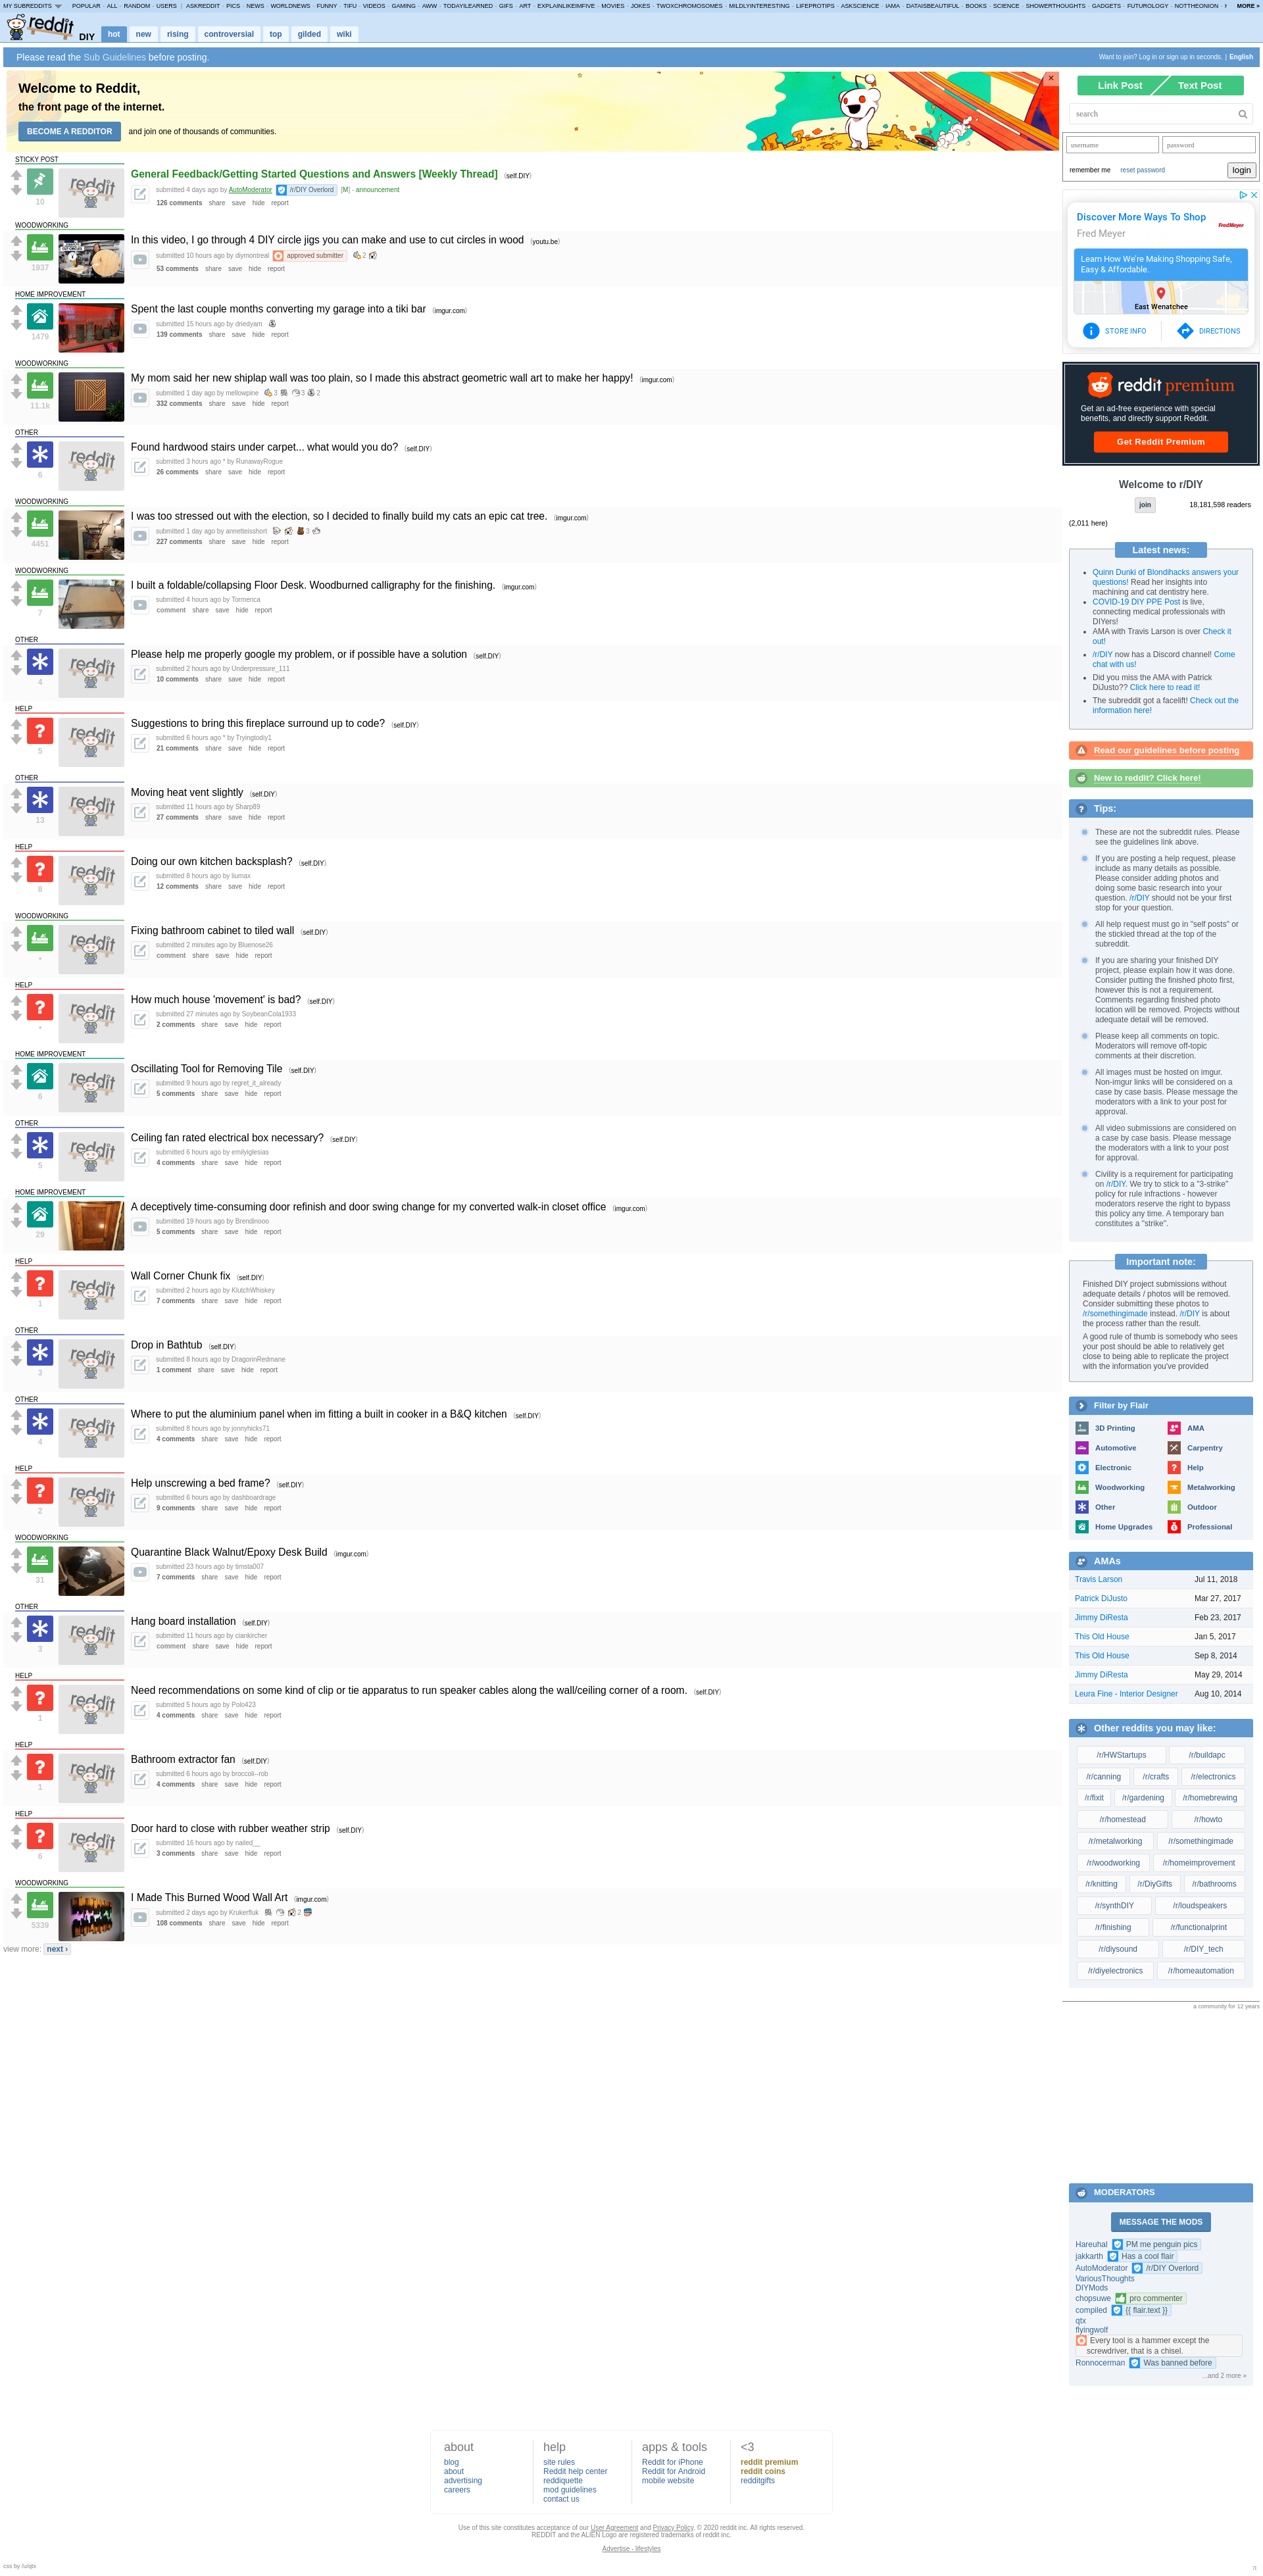 MY SUBREDDITS POPULAR - ALL - RANDOM - USERS | ASKREDDIT - PICS - NEWS - WORLDNEWS - FUNNY - TIFU - VIDEOS - GAMING - AWW - TODAYILEARNED - GIFS - ART - EXPLAINLIKEIMFIVE - MOVIES - JOKES - TWOXCHROMOSOMES - MILDLYINTERESTING - LIFEPROTIPS - ASKSCIENCE - IAMA - DATAISBEAUTIFUL - BOOKS - SCIENCE - SHOWERTHOUGHTS - GADGETS - FUTUROLOGY - NOTTHEONION - MORE »
reddit DIY hot new rising controversial top gilded wiki
Please read the Sub Guidelines before posting.
Want to join? Log in or sign up in seconds. | English
Welcome to Reddit,
the front page of the internet.
BECOME A REDDITOR and join one of thousands of communities.
STICKY POST
General Feedback/Getting Started Questions and Answers [Weekly Thread] (self.DIY)
10
submitted 4 days ago by AutoModerator /r/DIY Overlord [M] - announcement
126 comments share save hide report
WOODWORKING
In this video, I go through 4 DIY circle jigs you can make and use to cut circles in wood (youtu.be)
1937
submitted 10 hours ago by diymontreal approved submitter 2
53 comments share save hide report
HOME IMPROVEMENT
Spent the last couple months converting my garage into a tiki bar (imgur.com)
1479
submitted 15 hours ago by driedyam
139 comments share save hide report
WOODWORKING
My mom said her new shiplap wall was too plain, so I made this abstract geometric wall art to make her happy! (imgur.com)
11.1k
submitted 1 day ago by mellowpine 3 3 2
332 comments share save hide report
OTHER
Found hardwood stairs under carpet... what would you do? (self.DIY)
6
submitted 3 hours ago * by RunawayRogue
26 comments share save hide report
WOODWORKING
I was too stressed out with the election, so I decided to finally build my cats an epic cat tree. (imgur.com)
4451
submitted 1 day ago by annetteisshort 3
227 comments share save hide report
WOODWORKING
I built a foldable/collapsing Floor Desk. Woodburned calligraphy for the finishing. (imgur.com)
7
submitted 4 hours ago by Tormenca
comment share save hide report
OTHER
Please help me properly google my problem, or if possible have a solution (self.DIY)
4
submitted 2 hours ago by Underpressure_111
10 comments share save hide report
HELP
Suggestions to bring this fireplace surround up to code? (self.DIY)
5
submitted 6 hours ago * by Tryingtodiy1
21 comments share save hide report
OTHER
Moving heat vent slightly (self.DIY)
13
submitted 11 hours ago by Sharp89
27 comments share save hide report
HELP
Doing our own kitchen backsplash? (self.DIY)
8
submitted 8 hours ago by liumax
12 comments share save hide report
WOODWORKING
Fixing bathroom cabinet to tiled wall (self.DIY)
•
submitted 2 minutes ago by Bluenose26
comment share save hide report
HELP
How much house 'movement' is bad? (self.DIY)
•
submitted 27 minutes ago by SoybeanCola1933
2 comments share save hide report
HOME IMPROVEMENT
Oscillating Tool for Removing Tile (self.DIY)
6
submitted 9 hours ago by regret_it_already
5 comments share save hide report
OTHER
Ceiling fan rated electrical box necessary? (self.DIY)
5
submitted 6 hours ago by emilyiglesias
4 comments share save hide report
HOME IMPROVEMENT
A deceptively time-consuming door refinish and door swing change for my converted walk-in closet office (imgur.com)
29
submitted 19 hours ago by Brendinooo
5 comments share save hide report
HELP
Wall Corner Chunk fix (self.DIY)
1
submitted 2 hours ago by KlutchWhiskey
7 comments share save hide report
OTHER
Drop in Bathtub (self.DIY)
3
submitted 8 hours ago by DragorinRedmane
1 comment share save hide report
OTHER
Where to put the aluminium panel when im fitting a built in cooker in a B&Q kitchen (self.DIY)
4
submitted 8 hours ago by jonnyhicks71
4 comments share save hide report
HELP
Help unscrewing a bed frame? (self.DIY)
2
submitted 6 hours ago by dashboardrage
9 comments share save hide report
WOODWORKING
Quarantine Black Walnut/Epoxy Desk Build (imgur.com)
31
submitted 23 hours ago by timsta007
7 comments share save hide report
OTHER
Hang board installation (self.DIY)
3
submitted 11 hours ago by ciankircher
comment share save hide report
HELP
Need recommendations on some kind of clip or tie apparatus to run speaker cables along the wall/ceiling corner of a room. (self.DIY)
1
submitted 5 hours ago by Polo423
4 comments share save hide report
HELP
Bathroom extractor fan (self.DIY)
1
submitted 6 hours ago by broccoli--rob
4 comments share save hide report
HELP
Door hard to close with rubber weather strip (self.DIY)
6
submitted 16 hours ago by nailed__
3 comments share save hide report
WOODWORKING
I Made This Burned Wood Wall Art (imgur.com)
5339
submitted 2 days ago by Krukerfluk 2
108 comments share save hide report
view more: next ›
Link Post Text Post
search
username password
remember me reset password login
Discover More Ways To Shop
Fred Meyer
Fred Meyer
Learn How We're Making Shopping Safe,
Easy & Affordable.
East Wenatchee
STORE INFO DIRECTIONS
reddit premium
Get an ad-free experience with special
benefits, and directly support Reddit.
Get Reddit Premium
Welcome to r/DIY
join 18,181,598 readers
(2,011 here)
Latest news:
Quinn Dunki of Blondihacks answers your
questions! Read her insights into
machining and cat dentistry here.
COVID-19 DIY PPE Post is live,
connecting medical professionals with
DIYers!
AMA with Travis Larson is over Check it
out!
/r/DIY now has a Discord channel! Come
chat with us!
Did you miss the AMA with Patrick
DiJusto?? Click here to read it!
The subreddit got a facelift! Check out the
information here!
Read our guidelines before posting
New to reddit? Click here!
Tips:
These are not the subreddit rules. Please
see the guidelines link above.
If you are posting a help request, please
include as many details as possible.
Please consider adding photos and
doing some basic research into your
question. /r/DIY should not be your first
stop for your question.
All help request must go in "self posts" or
the stickied thread at the top of the
subreddit.
If you are sharing your finished DIY
project, please explain how it was done.
Consider putting the finished photo first,
however this is not a requirement.
Comments regarding finished photo
location will be removed. Projects without
adequate detail will be removed.
Please keep all comments on topic.
Moderators will remove off-topic
comments at their discretion.
All images must be hosted on imgur.
Non-imgur links will be considered on a
case by case basis. Please message the
moderators with a link to your post for
approval.
All video submissions are considered on
a case by case basis. Please message
the moderators with a link to your post
for approval.
Civility is a requirement for participating
on /r/DIY. We try to stick to a "3-strike"
policy for rule infractions - however
moderators reserve the right to bypass
this policy any time. A temporary ban
constitutes a "strike".
Important note:
Finished DIY project submissions without
adequate details / photos will be removed.
Consider submitting these photos to
/r/somethingimade instead. /r/DIY is about
the process rather than the result.
A good rule of thumb is somebody who sees
your post should be able to relatively get
close to being able to replicate the project
with the information you've provided
Filter by Flair
3D Printing AMA
Automotive Carpentry
Electronic Help
Woodworking Metalworking
Other Outdoor
Home Upgrades Professional
AMAs
Travis Larson Jul 11, 2018
Patrick DiJusto Mar 27, 2017
Jimmy DiResta Feb 23, 2017
This Old House Jan 5, 2017
This Old House Sep 8, 2014
Jimmy DiResta May 29, 2014
Leura Fine - Interior Designer Aug 10, 2014
Other reddits you may like:
/r/HWStartups /r/buildapc
/r/canning /r/crafts /r/electronics
/r/fixit /r/gardening /r/homebrewing
/r/homestead /r/howto
/r/metalworking /r/somethingimade
/r/woodworking /r/homeimprovement
/r/knitting /r/DiyGifts /r/bathrooms
/r/synthDIY /r/loudspeakers
/r/finishing /r/functionalprint
/r/diysound /r/DIY_tech
/r/diyelectronics /r/homeautomation
a community for 12 years
MODERATORS
MESSAGE THE MODS
Hareuhal PM me penguin pics
jakkarth Has a cool flair
AutoModerator /r/DIY Overlord
VariousThoughts
DIYMods
chopsuwe pro commenter
compiled {{ flair.text }}
qtx
flyingwolf
Every tool is a hammer except the
screwdriver, that is a chisel.
Ronnocerman Was banned before
...and 2 more »
about help apps & tools <3
blog site rules Reddit for iPhone reddit premium
about Reddit help center Reddit for Android reddit coins
advertising reddiquette mobile website redditgifts
careers mod guidelines
contact us
Use of this site constitutes acceptance of our User Agreement and Privacy Policy. © 2020 reddit inc. All rights reserved.
REDDIT and the ALIEN Logo are registered trademarks of reddit inc.
Advertise - lifestyles
css by /u/qtx
π